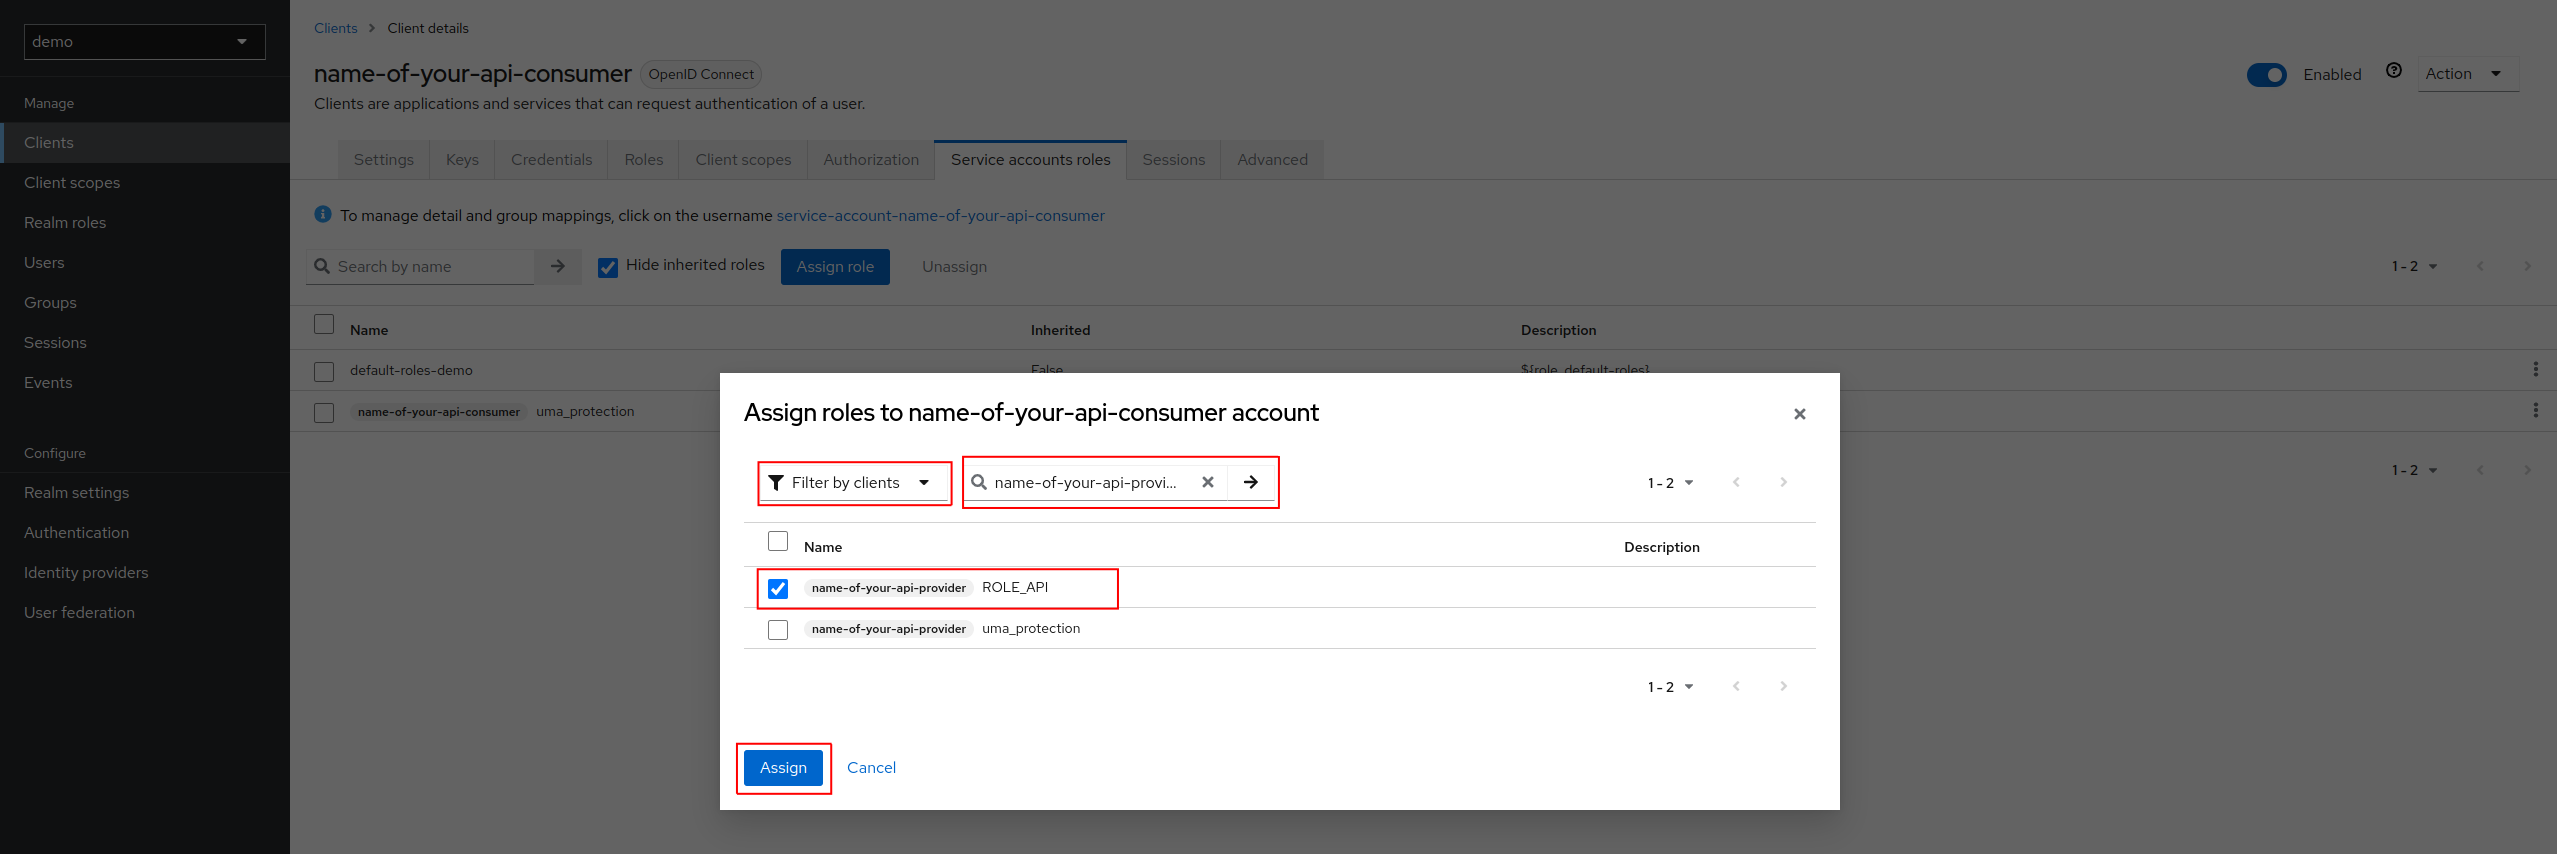 demo
Manage
Clients
Client scopes
Realm roles
Users
Groups
Sessions
Events
Configure
Realm settings
Authentication
Identity providers
User federation
Clients > Client details
name-of-your-api-consumer OpenID Connect
Enabled Action
Clients are applications and services that can request authentication of a user.
Settings Keys Credentials Roles Client scopes Authorization Service accounts roles Sessions Advanced
To manage detail and group mappings, click on the username service-account-name-of-your-api-consumer
Search by name Hide inherited roles Assign role Unassign 1 - 2
Name Inherited Description
default-roles-demo False ${role_default-roles}
name-of-your-api-consumer uma_protection
1 - 2
Assign roles to name-of-your-api-consumer account
Filter by clients name-of-your-api-provi... 1 - 2
Name Description
name-of-your-api-provider ROLE_API
name-of-your-api-provider uma_protection
1 - 2
Assign Cancel